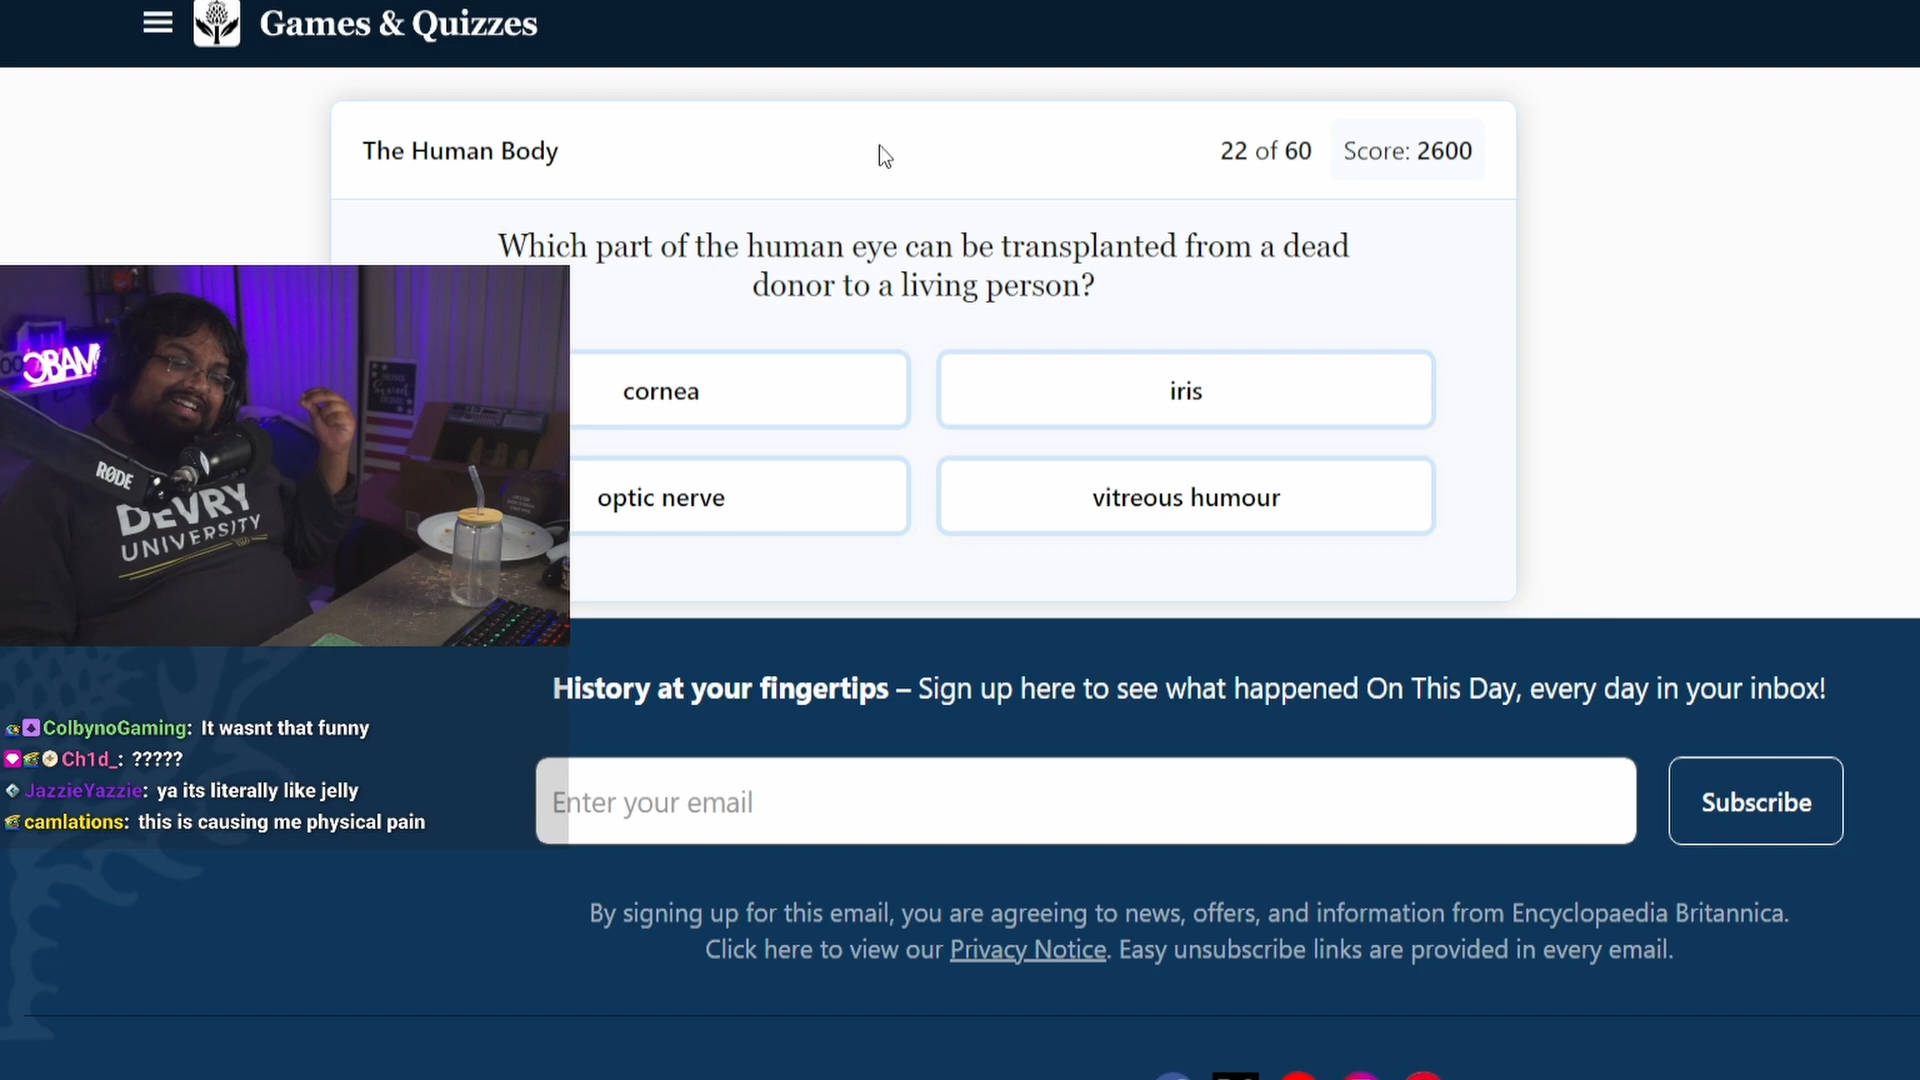 Games & Quizzes
The Human Body
22 of 60
Score: 2600
Which part of the human eye can be transplanted from a dead
donor to a living person?
cornea
iris
optic nerve
vitreous humour
RØDE
DEVRY
UNIVERSITY
History at your fingertips – Sign up here to see what happened On This Day, every day in your inbox!
ColbynoGaming: It wasnt that funny
Ch1d_: ?????
JazzieYazzie: ya its literally like jelly
camlations: this is causing me physical pain
Enter your email
Subscribe
By signing up for this email, you are agreeing to news, offers, and information from Encyclopaedia Britannica.
Click here to view our Privacy Notice. Easy unsubscribe links are provided in every email.